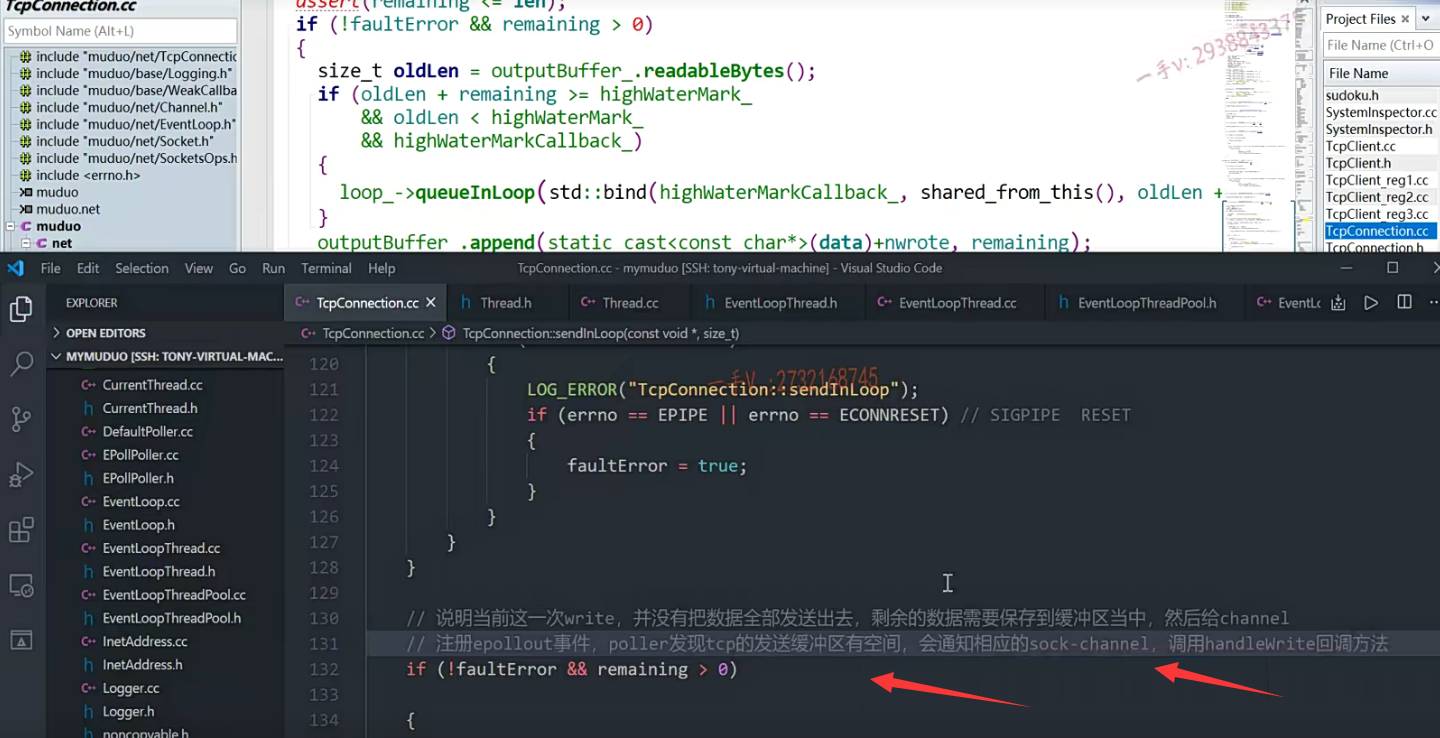 TcpConnection.cc
Symbol Name (Alt+L)
include "muduo/net/TcpConnectic
include "muduo/base/Logging.h"
include "muduo/base/WeakCallba
include "muduo/net/Channel.h"
include "muduo/net/EventLoop.h"
include "muduo/net/Socket.h"
include "muduo/net/SocketsOps.h
include <errno.h>
muduo
muduo.net
muduo
net
assert(remaining <= len);
if (!faultError && remaining > 0)
{
size_t oldLen = outputBuffer_.readableBytes();
if (oldLen + remaining >= highWaterMark_
&& oldLen < highWaterMark_
&& highWaterMarkCallback_)
{
loop_->queueInLoop(std::bind(highWaterMarkCallback_, shared_from_this(), oldLen +
}
outputBuffer_.append(static_cast<const char*>(data)+nwrote, remaining);
Project Files ×
File Name (Ctrl+O
File Name
sudoku.h
SystemInspector.cc
SystemInspector.h
TcpClient.cc
TcpClient.h
TcpClient_reg1.cc
TcpClient_reg2.cc
TcpClient_reg3.cc
TcpConnection.cc
TcpConnection.h
File Edit Selection View Go Run Terminal Help
TcpConnection.cc - mymuduo [SSH: tony-virtual-machine] - Visual Studio Code
EXPLORER
OPEN EDITORS
MYMUDUO [SSH: TONY-VIRTUAL-MAC...
C++ CurrentThread.cc
h CurrentThread.h
C++ DefaultPoller.cc
C++ EPollPoller.cc
h EPollPoller.h
C++ EventLoop.cc
h EventLoop.h
C++ EventLoopThread.cc
h EventLoopThread.h
C++ EventLoopThreadPool.cc
h EventLoopThreadPool.h
C++ InetAddress.cc
h InetAddress.h
C++ Logger.cc
h Logger.h
h noncopyable.h
C++ TcpConnection.cc × h Thread.h C++ Thread.cc h EventLoopThread.h C++ EventLoopThread.cc h EventLoopThreadPool.h C++ EventLc
C++ TcpConnection.cc > TcpConnection::sendInLoop(const void *, size_t)
120 {
121 LOG_ERROR("TcpConnection::sendInLoop");
一手V:2732168745
122 if (errno == EPIPE || errno == ECONNRESET) // SIGPIPE RESET
123 {
124 faultError = true;
125 }
126 }
127 }
128 }
129
130 // 说明当前这一次write，并没有把数据全部发送出去，剩余的数据需要保存到缓冲区当中，然后给channel
131 // 注册epollout事件，poller发现tcp的发送缓冲区有空间，会通知相应的sock-channel，调用handleWrite回调方法
132 if (!faultError && remaining > 0)
133
134 {